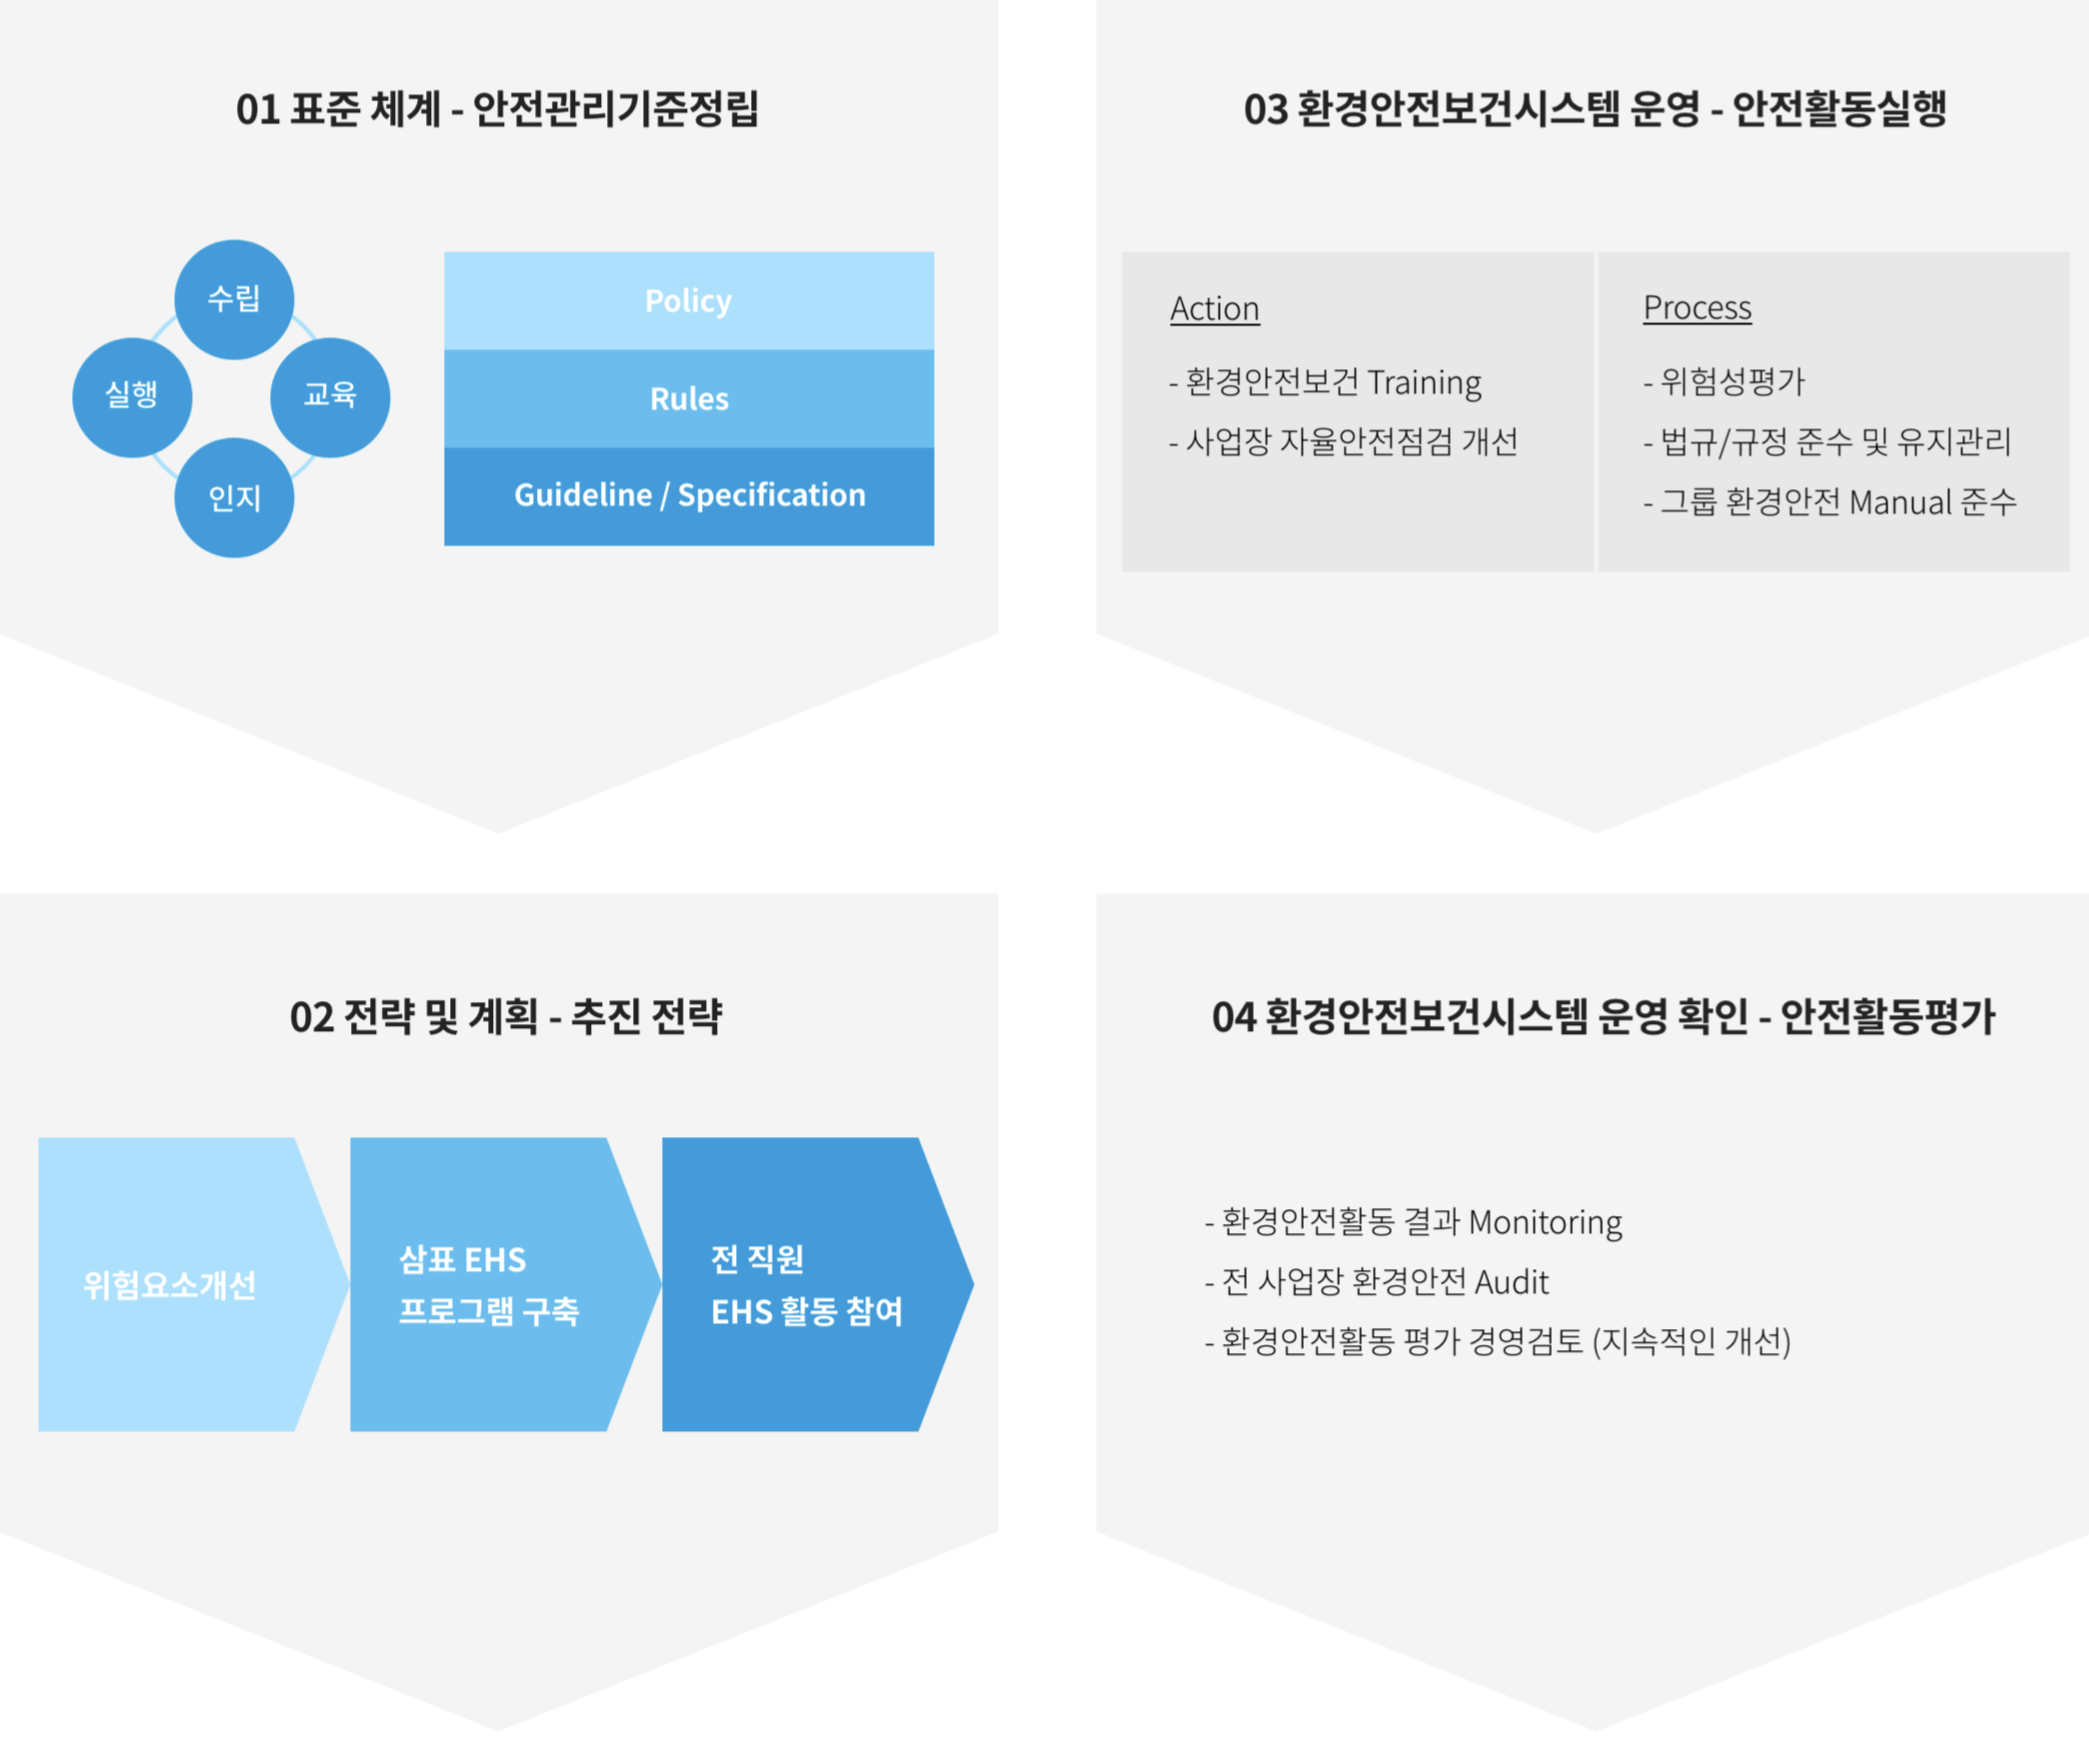 01 표준 체계 - 안전관리기준정립
수립
실행
교육
인지
Policy
Rules
Guideline / Specification
02 전략 및 계획 - 추진 전략
위험요소개선
삼표 EHS
프로그램 구축
전 직원
EHS 활동 참여
03 환경안전보건시스템 운영 - 안전활동실행
Action
- 환경안전보건 Training
- 사업장 자율안전점검 개선
Process
- 위험성평가
- 법규/규정 준수 및 유지관리
- 그룹 환경안전 Manual 준수
04 환경안전보건시스템 운영 확인 - 안전활동평가
- 환경안전홛동 결과 Monitoring
- 전 사업장 환경안전 Audit
- 환경안전활동 평가 경영검토 (지속적인 개선)